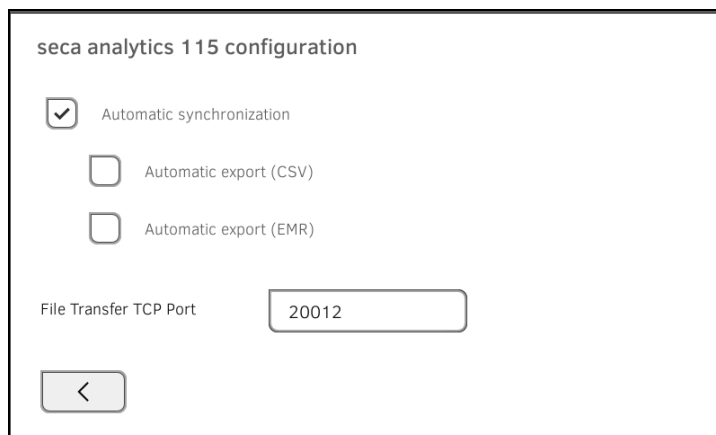 seca analytics 115 configuration
Automatic synchronization
Automatic export (CSV)
Automatic export (EMR)
File Transfer TCP Port 20012